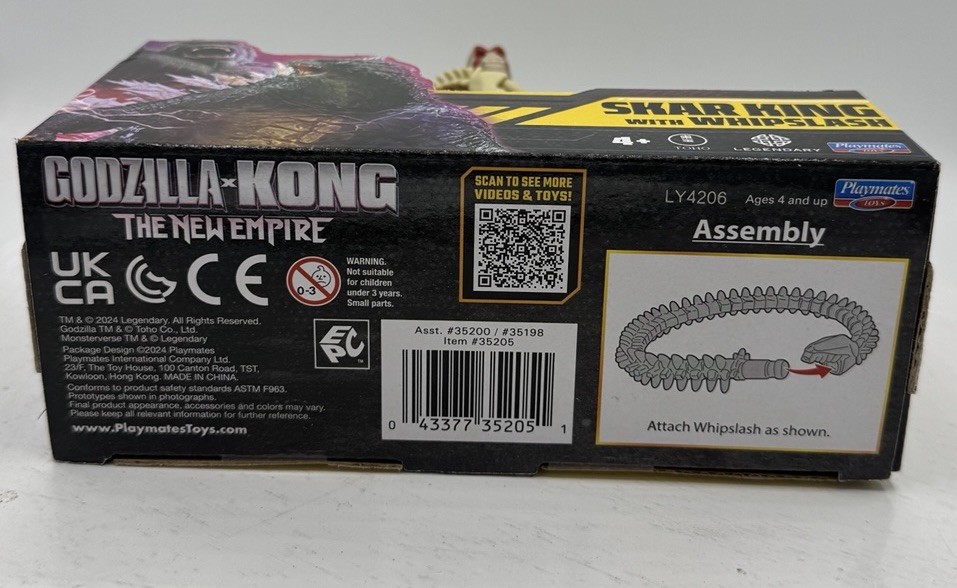 SKAR KING
WITH WHIPSLASH
4+
TOHO
LEGENDARY
Playmates
TOYS
GODZILLA x KONG
THE NEW EMPIRE
UK
CA
CE
0-3
WARNING.
Not suitable
for children
under 3 years.
Small parts.
TM & © 2024 Legendary. All Rights Reserved.
Godzilla TM & © Toho Co., Ltd.
Monsterverse TM & © Legendary
Package Design ©2024 Playmates
Playmates International Company Ltd.
23/F, The Toy House, 100 Canton Road, TST,
Kowloon, Hong Kong. MADE IN CHINA.
Conforms to product safety standards ASTM F963.
Prototypes shown in photographs.
Final product appearance, accessories and colors may vary.
Please keep all relevant information for further reference.
www.PlaymatesToys.com
EPC™
SCAN TO SEE MORE
VIDEOS & TOYS!
Asst. #35200 / #35198
Item #35205
0 43377 35205 1
LY4206
Ages 4 and up
Playmates
TOYS
Assembly
Attach Whipslash as shown.